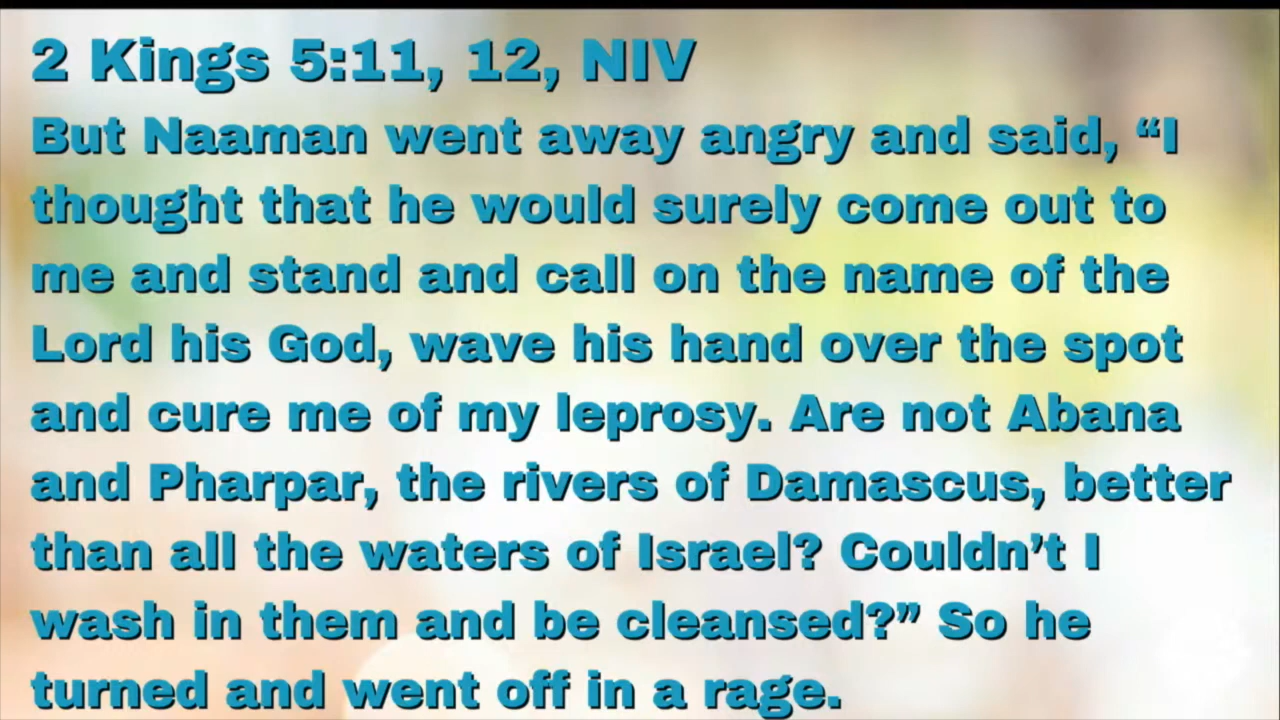 2 Kings 5:11, 12, NIV
But Naaman went away angry and said, “I
thought that he would surely come out to
me and stand and call on the name of the
Lord his God, wave his hand over the spot
and cure me of my leprosy. Are not Abana
and Pharpar, the rivers of Damascus, better
than all the waters of Israel? Couldn’t I
wash in them and be cleansed?” So he
turned and went off in a rage.